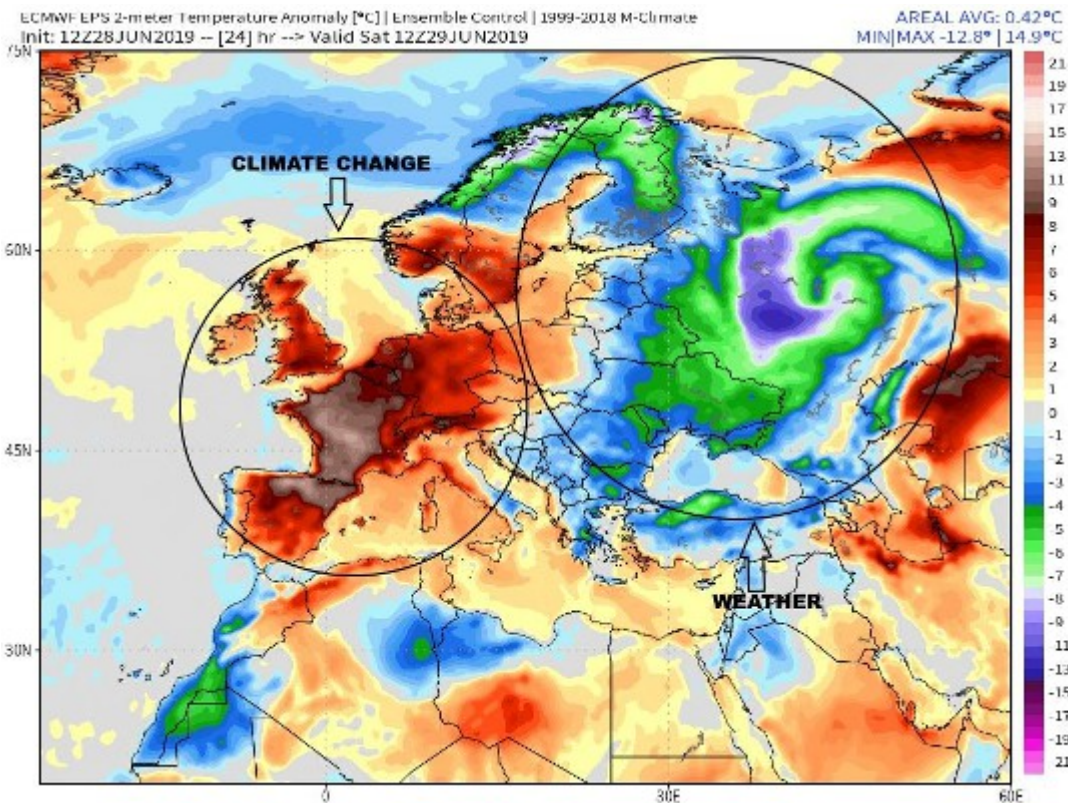 ECMWF EPS 2-meter Temperature Anomaly [°C] | Ensemble Control | 1999-2018 M-Climate
Init: 12Z28JUN2019 -- [24] hr --> Valid Sat 12Z29JUN2019
AREAL AVG: 0.42°C
MIN|MAX -12.8° | 14.9°C
75N
60N
45N
30N
CLIMATE CHANGE
WEATHER
0
30E
60E
21
19
17
15
13
11
9
8
7
6
5
4
3
2
1
0
-1
-2
-3
-4
-5
-6
-7
-8
-9
-11
-13
-15
-17
-19
21